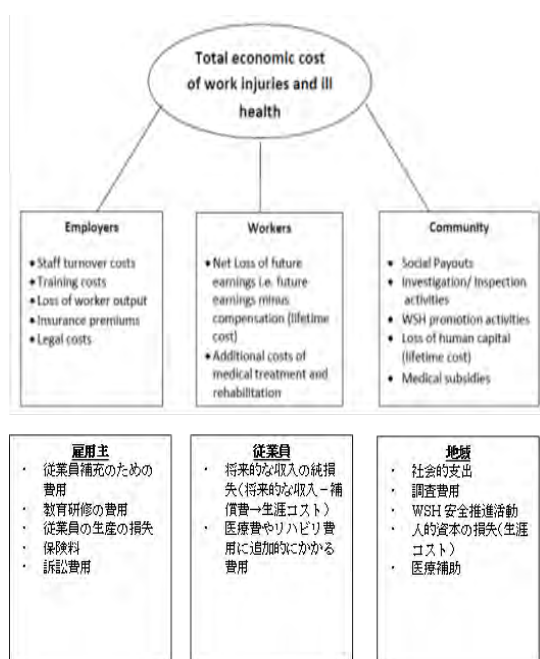 Total economic cost
of work injuries and ill
health
Employers
• Staff turnover costs
• Training costs
• Loss of worker output
• Insurance premiums
• Legal costs
Workers
• Net Loss of future
earnings i.e. future
earnings minus
compensation (lifetime
cost)
• Additional costs of
medical treatment and
rehabilitation
Community
• Social Payouts
• Investigation/ Inspection
activities
• WSH promotion activities
• Loss of human capital
(lifetime cost)
• Medical subsidies
雇用主
・ 従業員補充のための
費用
・ 教育研修の費用
・ 従業員の生産の損失
・ 保険料
・ 訴訟費用
従業員
・ 将来的な収入の純損
失(将来的な収入－補
償費→生涯コスト)
・ 医療費やリハビリ費
用に追加的にかかる
費用
地域
・ 社会的支出
・ 調査費用
・ WSH 安全推進活動
・ 人的資本の損失(生涯
コスト)
・ 医療補助